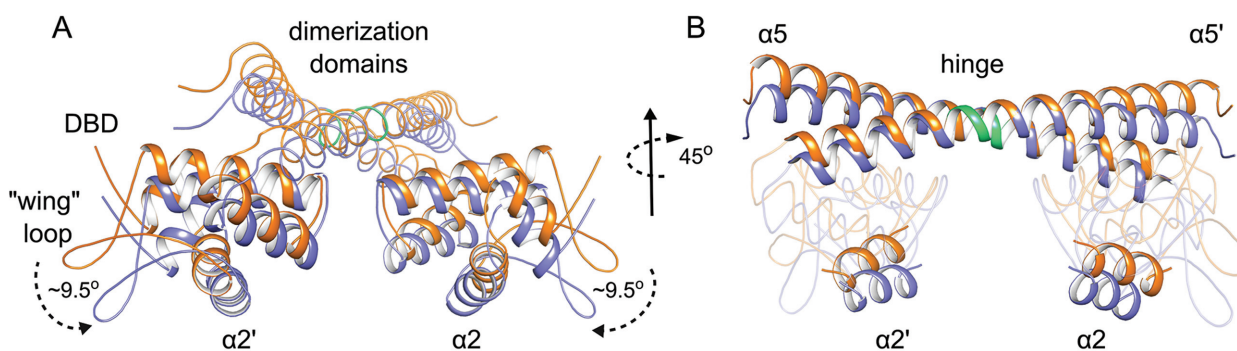 A
dimerization
domains
DBD
"wing"
loop
~9.5°
~9.5°
α2'
α2
45°
B
α5
α5'
hinge
α2'
α2